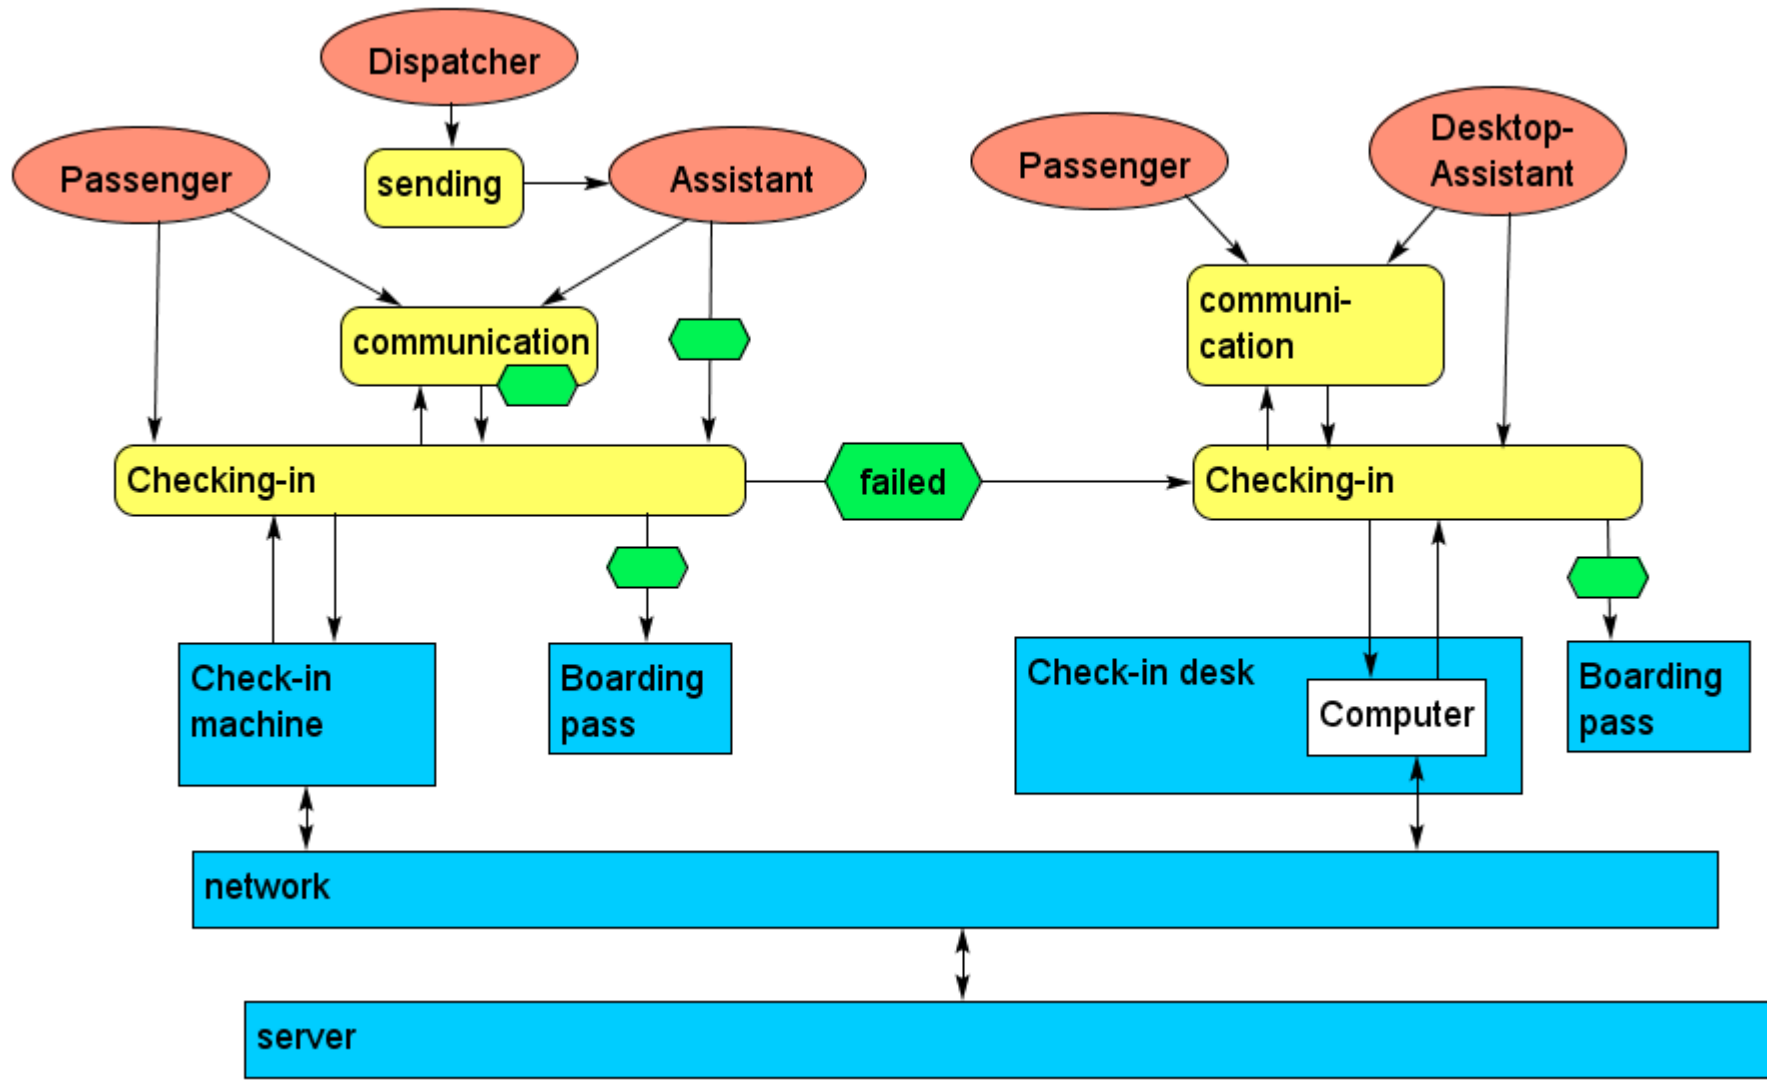 Dispatcher
Passenger
sending
Assistant
Passenger
Desktop-
Assistant
communication
communi-
cation
Checking-in
failed
Checking-in
Check-in
machine
Boarding
pass
Check-in desk
Computer
Boarding
pass
network
server